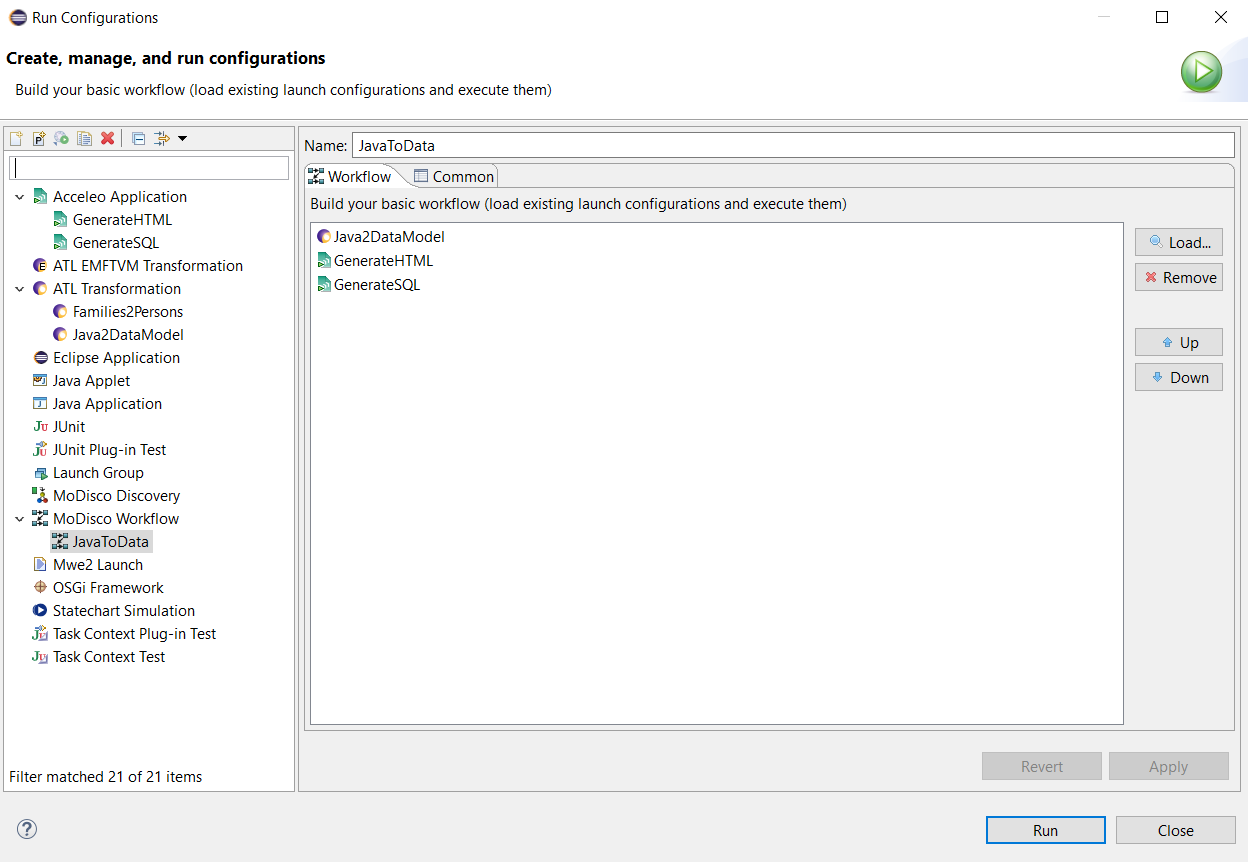 Run Configurations
Create, manage, and run configurations
Build your basic workflow (load existing launch configurations and execute them)
Acceleo Application
GenerateHTML
GenerateSQL
ATL EMFTVM Transformation
ATL Transformation
Families2Persons
Java2DataModel
Eclipse Application
Java Applet
Java Application
JUnit
JUnit Plug-in Test
Launch Group
MoDisco Discovery
MoDisco Workflow
JavaToData
Mwe2 Launch
OSGi Framework
Statechart Simulation
Task Context Plug-in Test
Task Context Test
Filter matched 21 of 21 items
Name: JavaToData
Workflow Common
Build your basic workflow (load existing launch configurations and execute them)
Java2DataModel
GenerateHTML
GenerateSQL
Load...
Remove
Up
Down
Revert Apply
Run Close